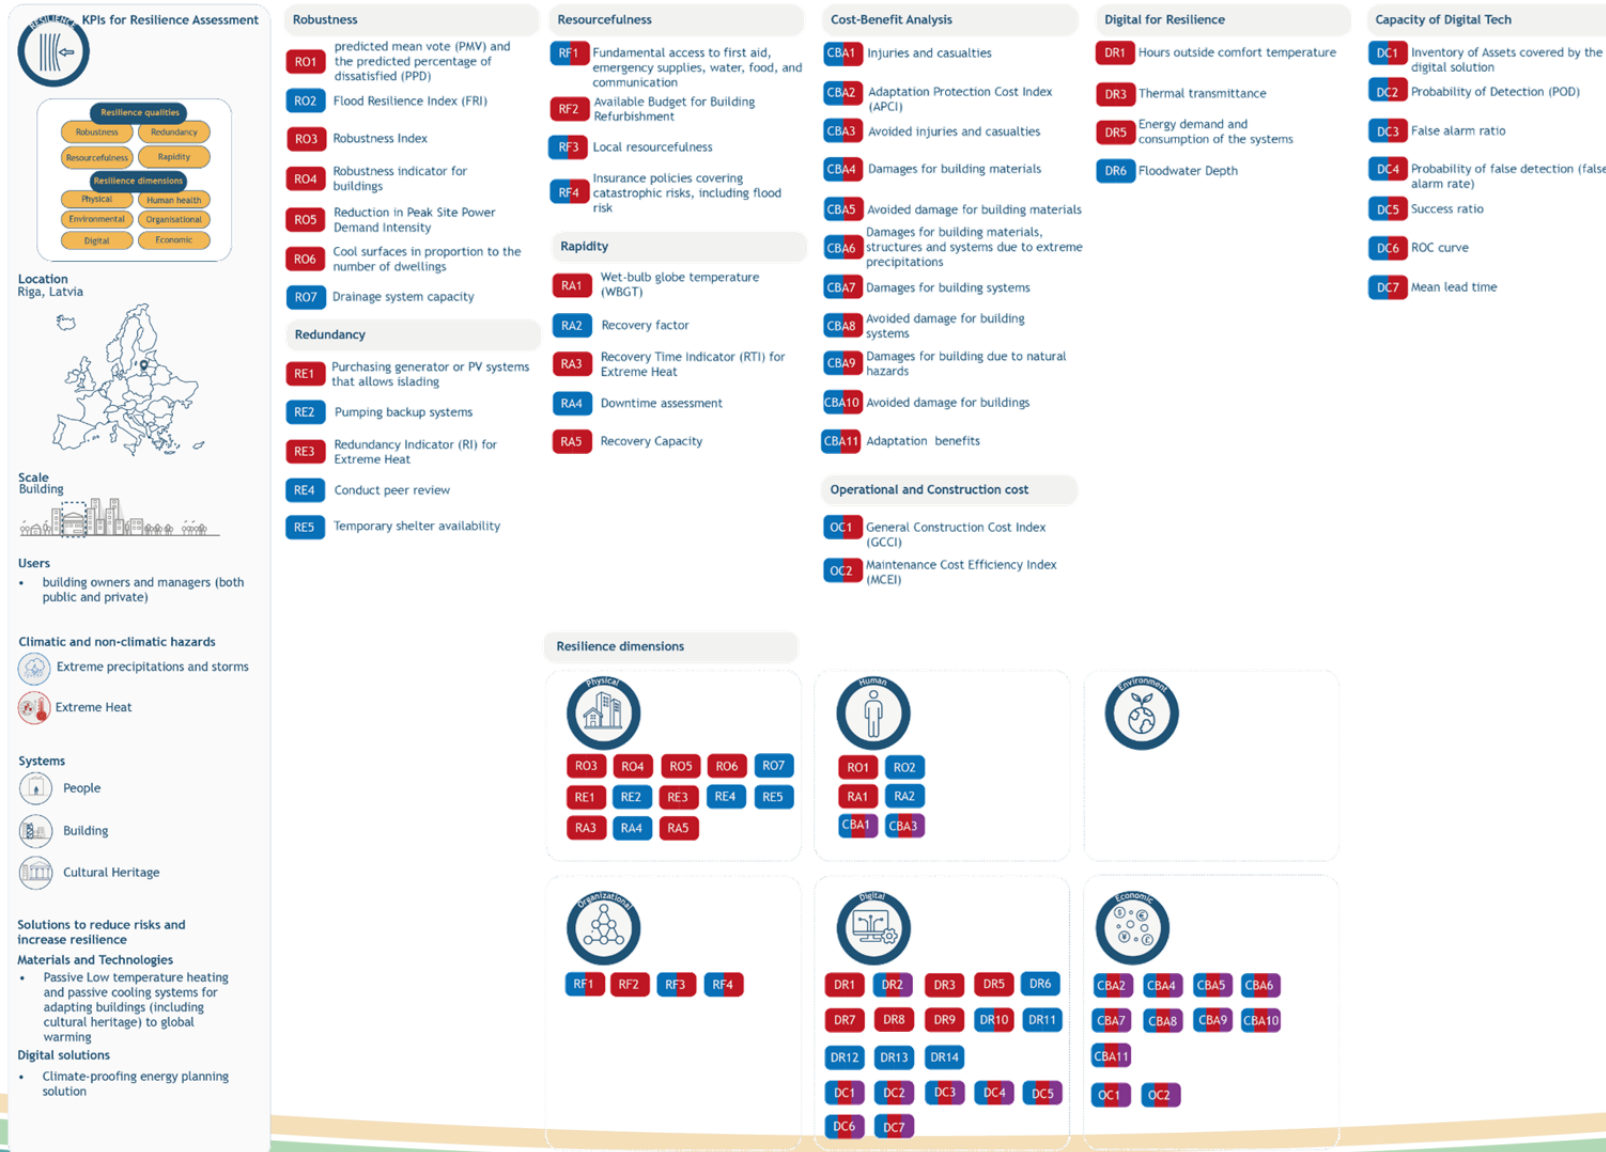 RESILIENCE
KPIs for Resilience Assessment
Resilience qualities
Robustness
Redundancy
Resourcefulness
Rapidity
Resilience dimensions
Physical
Human health
Environmental
Organisational
Digital
Economic
Location
Riga, Latvia
Scale
Building
Users
• building owners and managers (both
public and private)
Climatic and non-climatic hazards
Extreme precipitations and storms
Extreme Heat
Systems
People
Building
Cultural Heritage
Solutions to reduce risks and
increase resilience
Materials and Technologies
• Passive Low temperature heating
and passive cooling systems for
adapting buildings (including
cultural heritage) to global
warming
Digital solutions
• Climate-proofing energy planning
solution
Robustness
RO1 predicted mean vote (PMV) and
the predicted percentage of
dissatisfied (PPD)
RO2 Flood Resilience Index (FRI)
RO3 Robustness Index
RO4 Robustness indicator for
buildings
RO5 Reduction in Peak Site Power
Demand Intensity
RO6 Cool surfaces in proportion to the
number of dwellings
RO7 Drainage system capacity
Redundancy
RE1 Purchasing generator or PV systems
that allows islading
RE2 Pumping backup systems
RE3 Redundancy Indicator (RI) for
Extreme Heat
RE4 Conduct peer review
RE5 Temporary shelter availability
Resourcefulness
RF1 Fundamental access to first aid,
emergency supplies, water, food, and
communication
RF2 Available Budget for Building
Refurbishment
RF3 Local resourcefulness
RF4 Insurance policies covering
catastrophic risks, including flood
risk
Rapidity
RA1 Wet-bulb globe temperature
(WBGT)
RA2 Recovery factor
RA3 Recovery Time Indicator (RTI) for
Extreme Heat
RA4 Downtime assessment
RA5 Recovery Capacity
Cost-Benefit Analysis
CBA1 Injuries and casualties
CBA2 Adaptation Protection Cost Index
(APCI)
CBA3 Avoided injuries and casualties
CBA4 Damages for building materials
CBA5 Avoided damage for building materials
CBA6 Damages for building materials,
structures and systems due to extreme
precipitations
CBA7 Damages for building systems
CBA8 Avoided damage for building
systems
CBA9 Damages for building due to natural
hazards
CBA10 Avoided damage for buildings
CBA11 Adaptation benefits
Operational and Construction cost
OC1 General Construction Cost Index
(GCCI)
OC2 Maintenance Cost Efficiency Index
(MCEI)
Digital for Resilience
DR1 Hours outside comfort temperature
DR3 Thermal transmittance
DR5 Energy demand and
consumption of the systems
DR6 Floodwater Depth
Capacity of Digital Tech
DC1 Inventory of Assets covered by the
digital solution
DC2 Probability of Detection (POD)
DC3 False alarm ratio
DC4 Probability of false detection (false
alarm rate)
DC5 Success ratio
DC6 ROC curve
DC7 Mean lead time
Resilience dimensions
Physical
RO3 RO4 RO5 RO6 RO7
RE1 RE2 RE3 RE4 RE5
RA3 RA4 RA5
Human
RO1 RO2
RA1 RA2
CBA1 CBA3
Environment
Organizational
RF1 RF2 RF3 RF4
Digital
DR1 DR2 DR3 DR5 DR6
DR7 DR8 DR9 DR10 DR11
DR12 DR13 DR14
DC1 DC2 DC3 DC4 DC5
DC6 DC7
Economic
CBA2 CBA4 CBA5 CBA6
CBA7 CBA8 CBA9 CBA10
CBA11
OC1 OC2